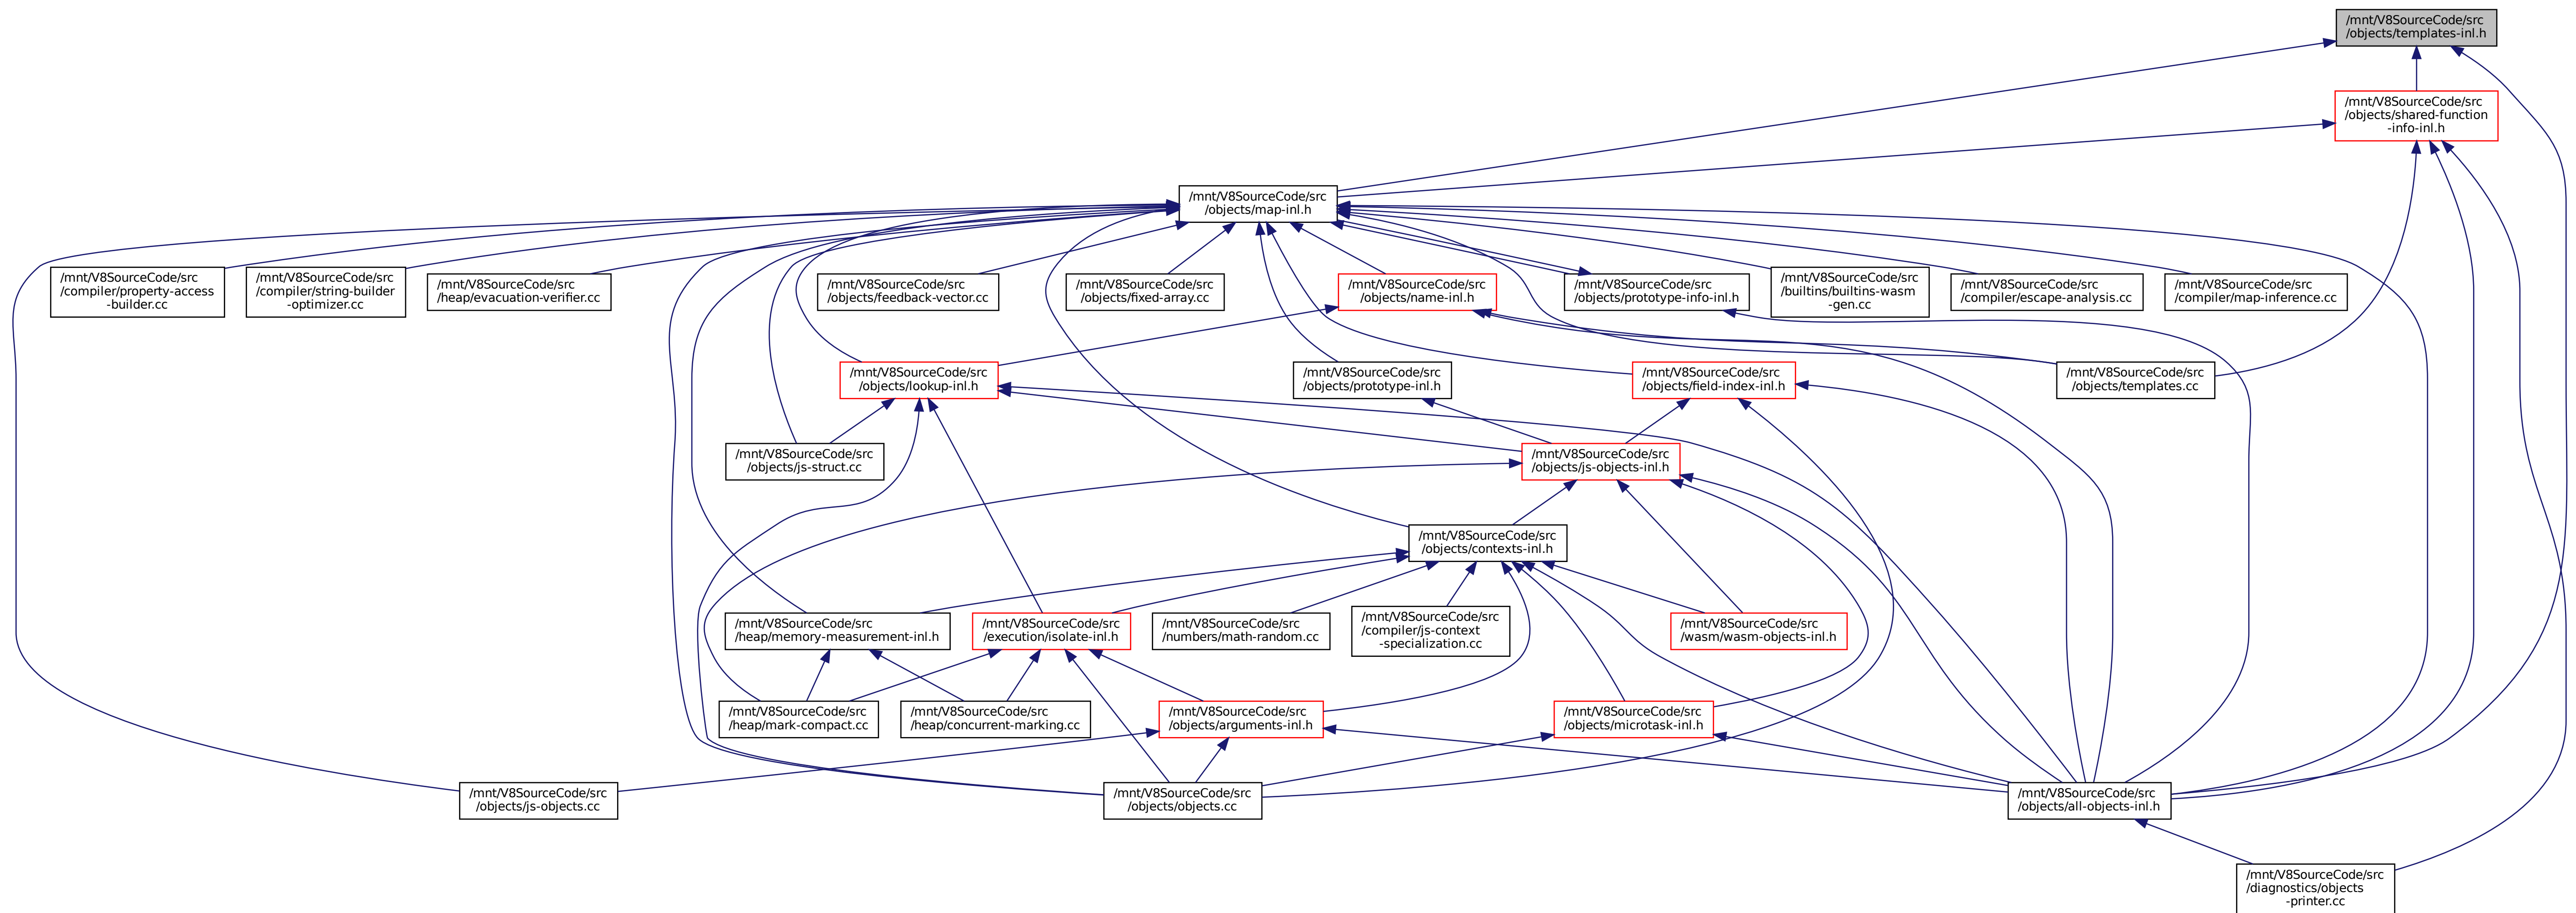 /mnt/V8SourceCode/src
/objects/templates-inl.h
/mnt/V8SourceCode/src
/objects/shared-function
-info-inl.h
/mnt/V8SourceCode/src
/objects/map-inl.h
/mnt/V8SourceCode/src
/compiler/property-access
-builder.cc
/mnt/V8SourceCode/src
/compiler/string-builder
-optimizer.cc
/mnt/V8SourceCode/src
/heap/evacuation-verifier.cc
/mnt/V8SourceCode/src
/objects/feedback-vector.cc
/mnt/V8SourceCode/src
/objects/fixed-array.cc
/mnt/V8SourceCode/src
/objects/name-inl.h
/mnt/V8SourceCode/src
/objects/prototype-info-inl.h
/mnt/V8SourceCode/src
/builtins/builtins-wasm
-gen.cc
/mnt/V8SourceCode/src
/compiler/escape-analysis.cc
/mnt/V8SourceCode/src
/compiler/map-inference.cc
/mnt/V8SourceCode/src
/objects/lookup-inl.h
/mnt/V8SourceCode/src
/objects/prototype-inl.h
/mnt/V8SourceCode/src
/objects/field-index-inl.h
/mnt/V8SourceCode/src
/objects/templates.cc
/mnt/V8SourceCode/src
/objects/js-struct.cc
/mnt/V8SourceCode/src
/objects/js-objects-inl.h
/mnt/V8SourceCode/src
/objects/contexts-inl.h
/mnt/V8SourceCode/src
/heap/memory-measurement-inl.h
/mnt/V8SourceCode/src
/execution/isolate-inl.h
/mnt/V8SourceCode/src
/numbers/math-random.cc
/mnt/V8SourceCode/src
/compiler/js-context
-specialization.cc
/mnt/V8SourceCode/src
/wasm/wasm-objects-inl.h
/mnt/V8SourceCode/src
/heap/mark-compact.cc
/mnt/V8SourceCode/src
/heap/concurrent-marking.cc
/mnt/V8SourceCode/src
/objects/arguments-inl.h
/mnt/V8SourceCode/src
/objects/microtask-inl.h
/mnt/V8SourceCode/src
/objects/js-objects.cc
/mnt/V8SourceCode/src
/objects/objects.cc
/mnt/V8SourceCode/src
/objects/all-objects-inl.h
/mnt/V8SourceCode/src
/diagnostics/objects
-printer.cc